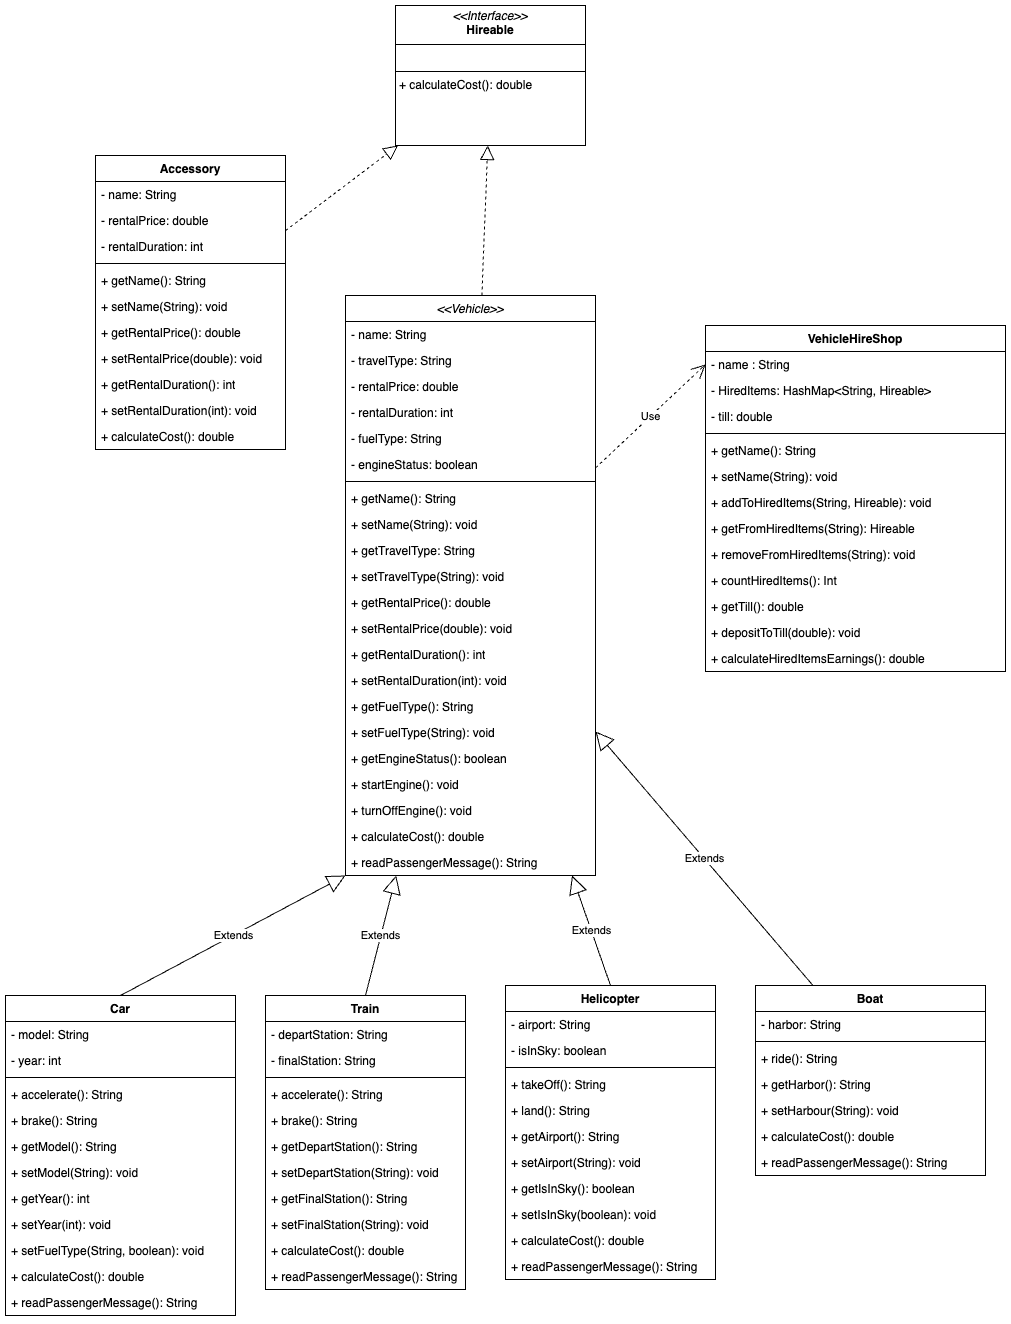 <<Interface>>
Hireable
+ calculateCost(): double
Accessory
- name: String
- rentalPrice: double
- rentalDuration: int
+ getName(): String
+ setName(String): void
+ getRentalPrice(): double
+ setRentalPrice(double): void
+ getRentalDuration(): int
+ setRentalDuration(int): void
+ calculateCost(): double
<<Vehicle>>
- name: String
- travelType: String
- rentalPrice: double
- rentalDuration: int
- fuelType: String
- engineStatus: boolean
+ getName(): String
+ setName(String): void
+ getTravelType: String
+ setTravelType(String): void
+ getRentalPrice(): double
+ setRentalPrice(double): void
+ getRentalDuration(): int
+ setRentalDuration(int): void
+ getFuelType(): String
+ setFuelType(String): void
+ getEngineStatus(): boolean
+ startEngine(): void
+ turnOffEngine(): void
+ calculateCost(): double
+ readPassengerMessage(): String
Use
VehicleHireShop
- name : String
- HiredItems: HashMap<String, Hireable>
- till: double
+ getName(): String
+ setName(String): void
+ addToHiredItems(String, Hireable): void
+ getFromHiredItems(String): Hireable
+ removeFromHiredItems(String): void
+ countHiredItems(): Int
+ getTill(): double
+ depositToTill(double): void
+ calculateHiredItemsEarnings(): double
Extends
Extends
Extends
Extends
Car
- model: String
- year: int
+ accelerate(): String
+ brake(): String
+ getModel(): String
+ setModel(String): void
+ getYear(): int
+ setYear(int): void
+ setFuelType(String, boolean): void
+ calculateCost(): double
+ readPassengerMessage(): String
Train
- departStation: String
- finalStation: String
+ accelerate(): String
+ brake(): String
+ getDepartStation(): String
+ setDepartStation(String): void
+ getFinalStation(): String
+ setFinalStation(String): void
+ calculateCost(): double
+ readPassengerMessage(): String
Helicopter
- airport: String
- isInSky: boolean
+ takeOff(): String
+ land(): String
+ getAirport(): String
+ setAirport(String): void
+ getIsInSky(): boolean
+ setIsInSky(boolean): void
+ calculateCost(): double
+ readPassengerMessage(): String
Boat
- harbor: String
+ ride(): String
+ getHarbor(): String
+ setHarbour(String): void
+ calculateCost(): double
+ readPassengerMessage(): String